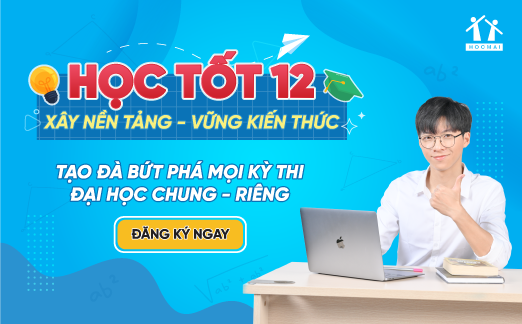 HOCMAI
HỌC TỐT 12
XÂY NỀN TẢNG - VỮNG KIẾN THỨC
TẠO ĐÀ BỨT PHÁ MỌI KỲ THI
ĐẠI HỌC CHUNG - RIÊNG
ĐĂNG KÝ NGAY